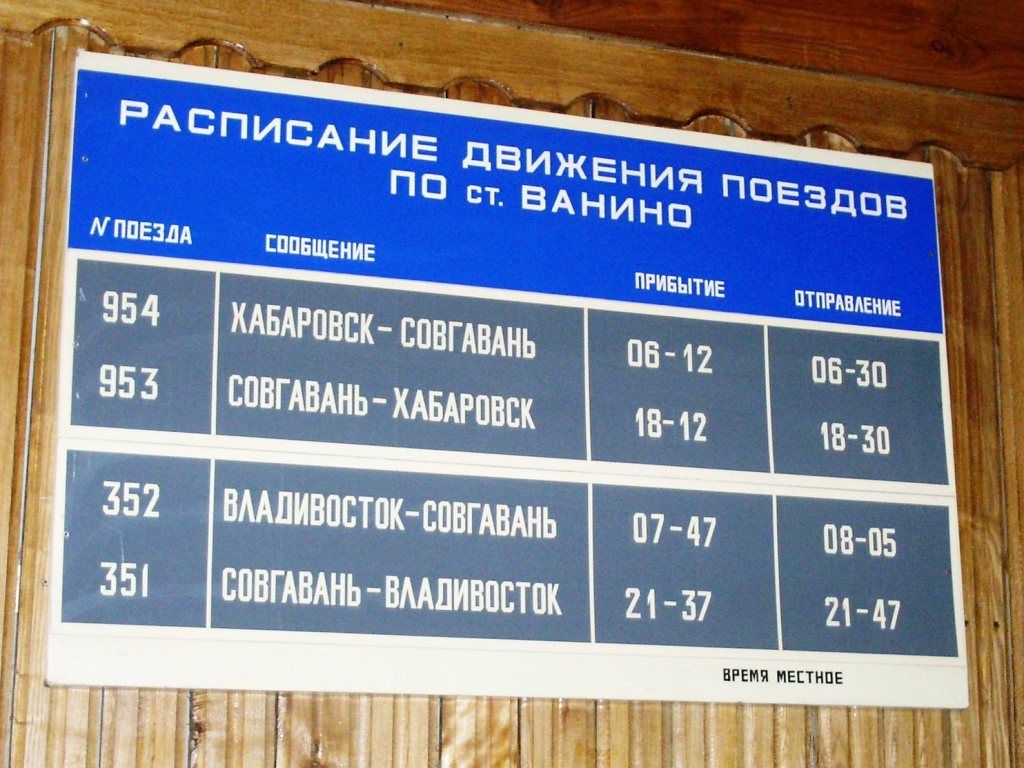 РАСПИСАНИЕ ДВИЖЕНИЯ ПОЕЗДОВ
ПО СТ. ВАНИНО
N ПОЕЗДА СООБЩЕНИЕ ПРИБЫТИЕ ОТПРАВЛЕНИЕ
954 ХАБАРОВСК-СОВГАВАНЬ 06-12 06-30
953 СОВГАВАНЬ-ХАБАРОВСК 18-12 18-30
352 ВЛАДИВОСТОК-СОВГАВАНЬ 07-47 08-05
351 СОВГАВАНЬ-ВЛАДИВОСТОК 21-37 21-47
ВРЕМЯ МЕСТНОЕ